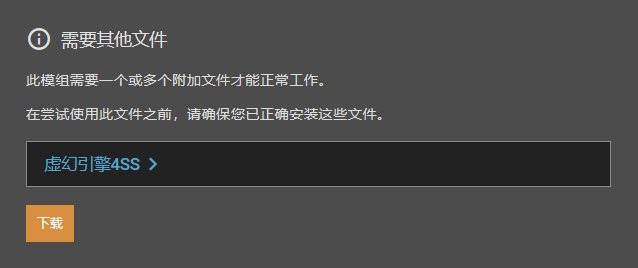 需要其他文件
此模组需要一个或多个附加文件才能正常工作。
在尝试使用此文件之前，请确保您已正确安装这些文件。
虚幻引擎4SS
下载